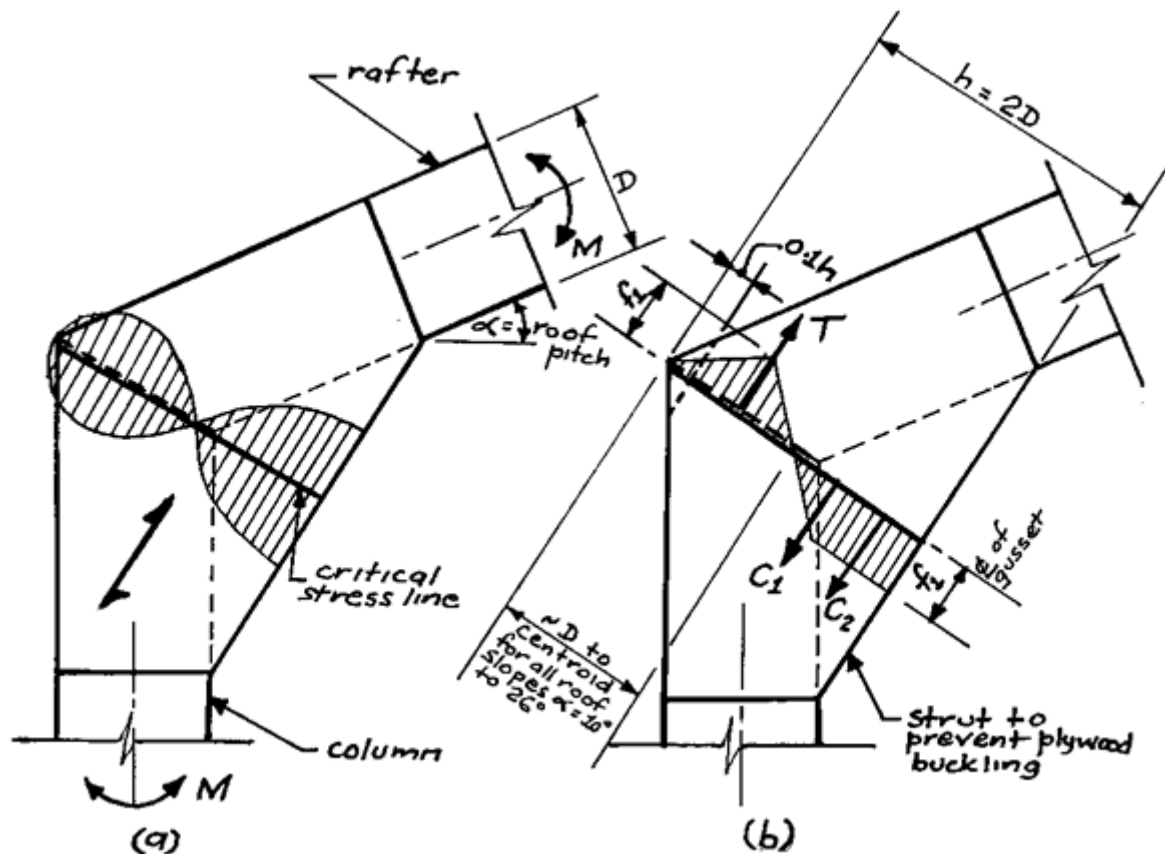 rafter
D
M
α = roof
pitch
critical
stress line
column
M
(a)
h = 2D
0.1h
f1
T
C1
C2
f2
℄ of
gusset
~D to
centroid
for all roof
slopes α = 10°
to 26°
strut to
prevent plywood
buckling
(b)